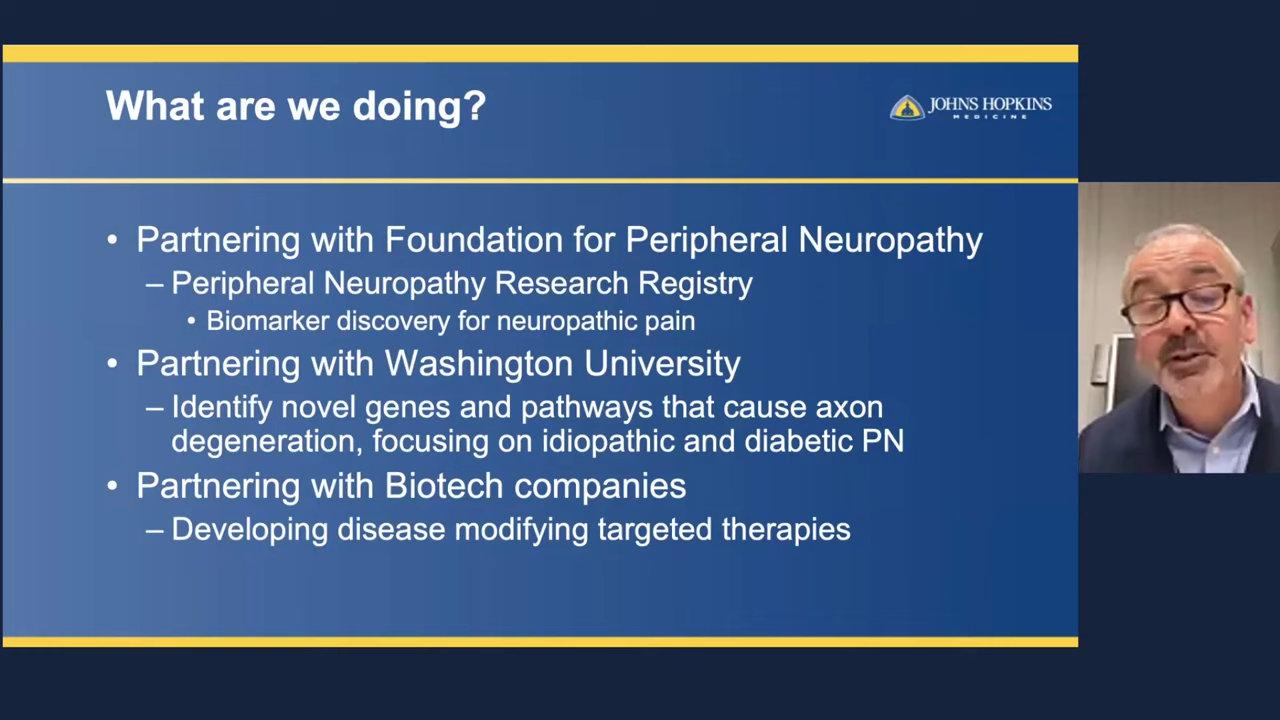 What are we doing?
JOHNS HOPKINS
MEDICINE
• Partnering with Foundation for Peripheral Neuropathy
– Peripheral Neuropathy Research Registry
• Biomarker discovery for neuropathic pain
• Partnering with Washington University
– Identify novel genes and pathways that cause axon
degeneration, focusing on idiopathic and diabetic PN
• Partnering with Biotech companies
– Developing disease modifying targeted therapies